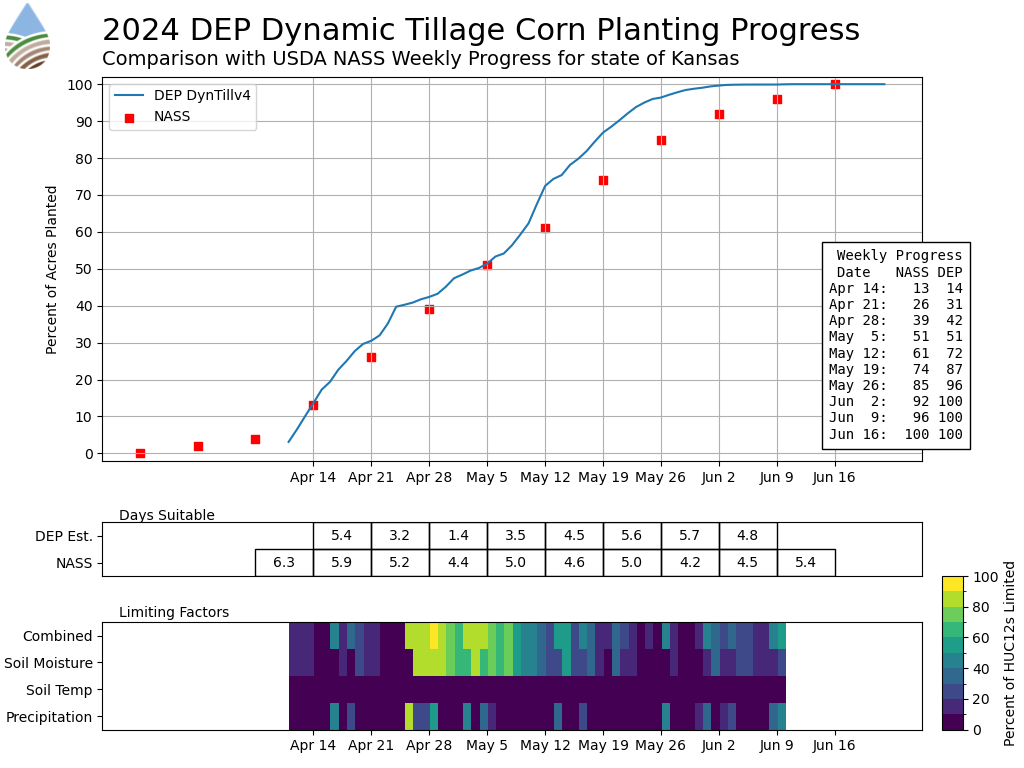 2024 DEP Dynamic Tillage Corn Planting Progress
Comparison with USDA NASS Weekly Progress for state of Kansas
Percent of Acres Planted
100
90
80
70
60
50
40
30
20
10
0
DEP DynTillv4
NASS
Weekly Progress
Date NASS DEP
Apr 14: 13 14
Apr 21: 26 31
Apr 28: 39 42
May 5: 51 51
May 12: 61 72
May 19: 74 87
May 26: 85 96
Jun 2: 92 100
Jun 9: 96 100
Jun 16: 100 100
Apr 14 Apr 21 Apr 28 May 5 May 12 May 19 May 26 Jun 2 Jun 9 Jun 16
Days Suitable
DEP Est. 5.4 3.2 1.4 3.5 4.5 5.6 5.7 4.8
NASS 6.3 5.9 5.2 4.4 5.0 4.6 5.0 4.2 4.5 5.4
Limiting Factors
Combined
Soil Moisture
Soil Temp
Precipitation
Apr 14 Apr 21 Apr 28 May 5 May 12 May 19 May 26 Jun 2 Jun 9 Jun 16
100
80
60
40
20
0
Percent of HUC12s Limited